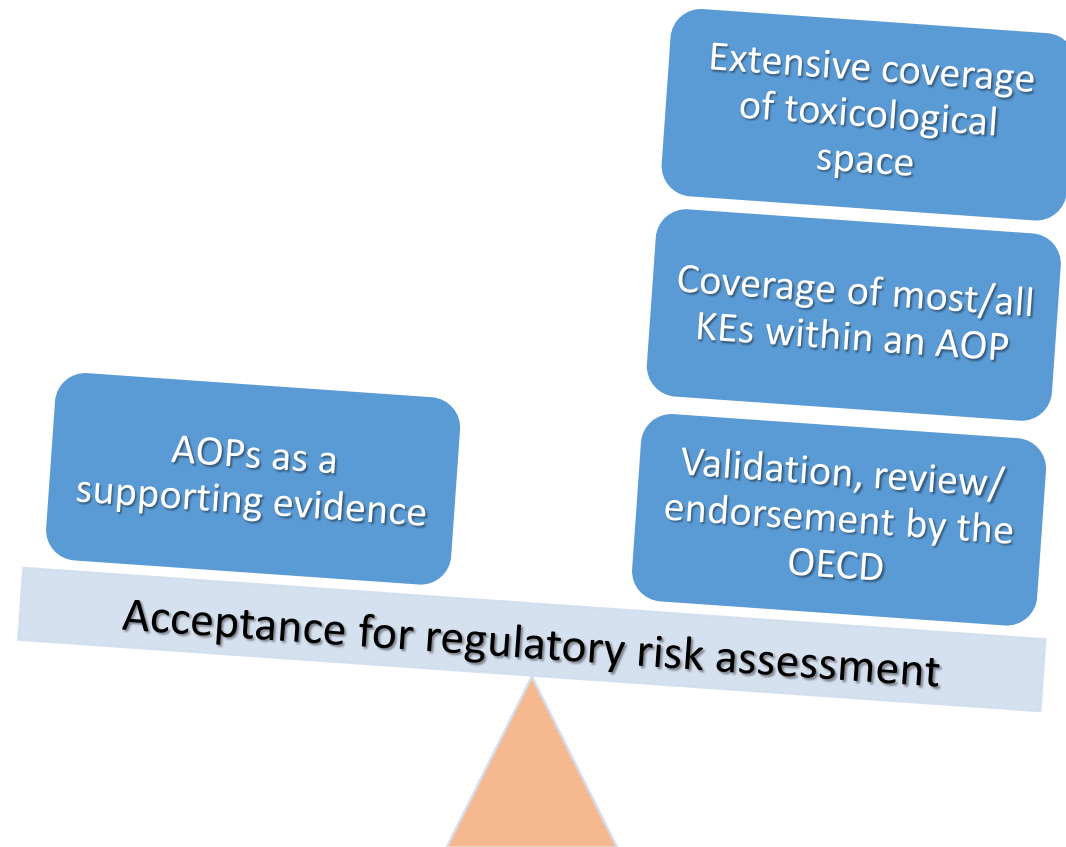 Extensive coverage
of toxicological
space
Coverage of most/all
KEs within an AOP
AOPs as a
supporting evidence
Validation, review/
endorsement by the
OECD
Acceptance for regulatory risk assessment